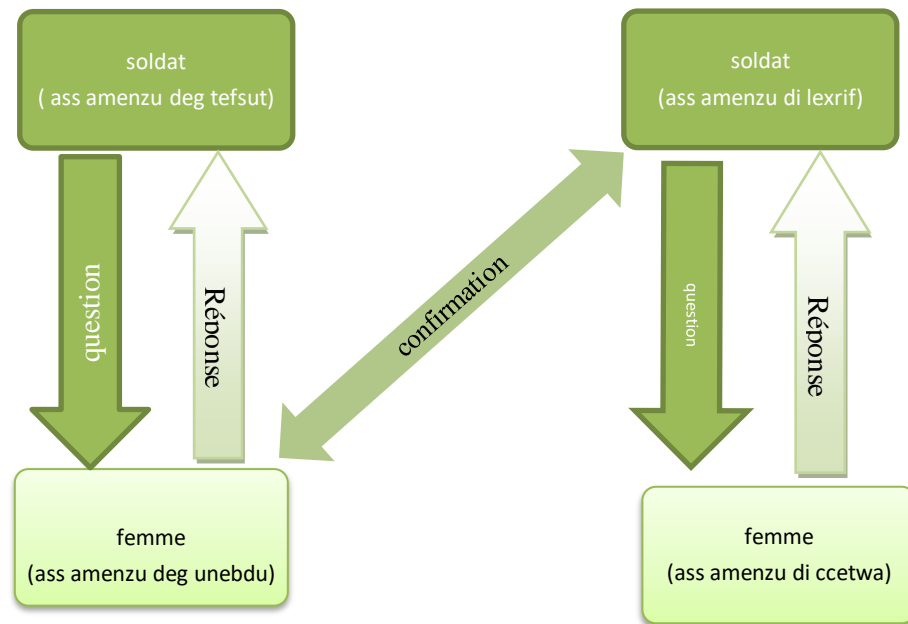 soldat
( ass amenzu deg tefsut)
soldat
(ass amenzu di lexrif)
question
Réponse
confirmation
question
Réponse
femme
(ass amenzu deg unebdu)
femme
(ass amenzu di ccetwa)